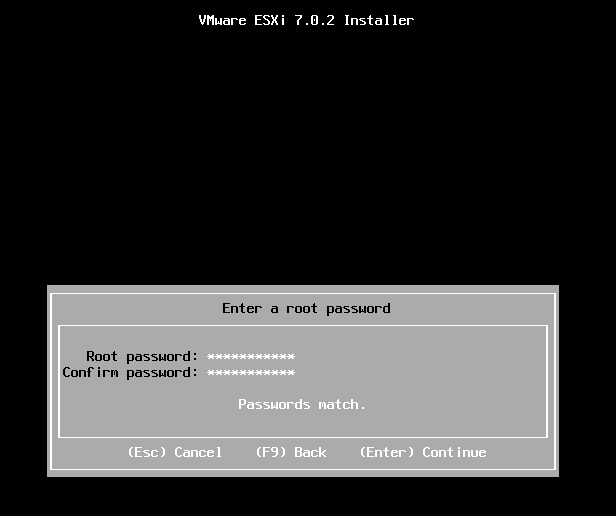 VMware ESXi 7.0.2 Installer
Enter a root password
Root password: ***********
Confirm password: ***********
Passwords match.
(Esc) Cancel (F9) Back (Enter) Continue